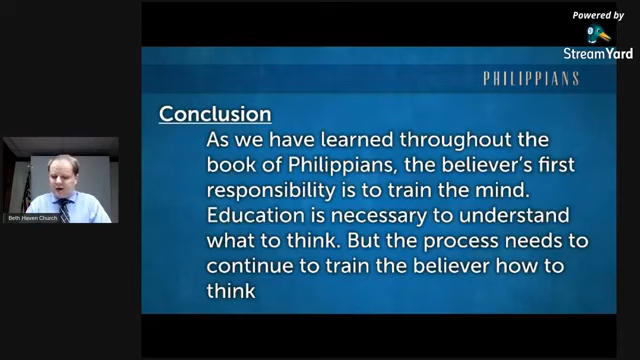 Powered by
StreamYard
PHILIPPIANS
Conclusion
As we have learned throughout the
book of Philippians, the believer's first
responsibility is to train the mind.
Education is necessary to understand
what to think. But the process needs to
continue to train the believer how to
think
Beth Haven Church